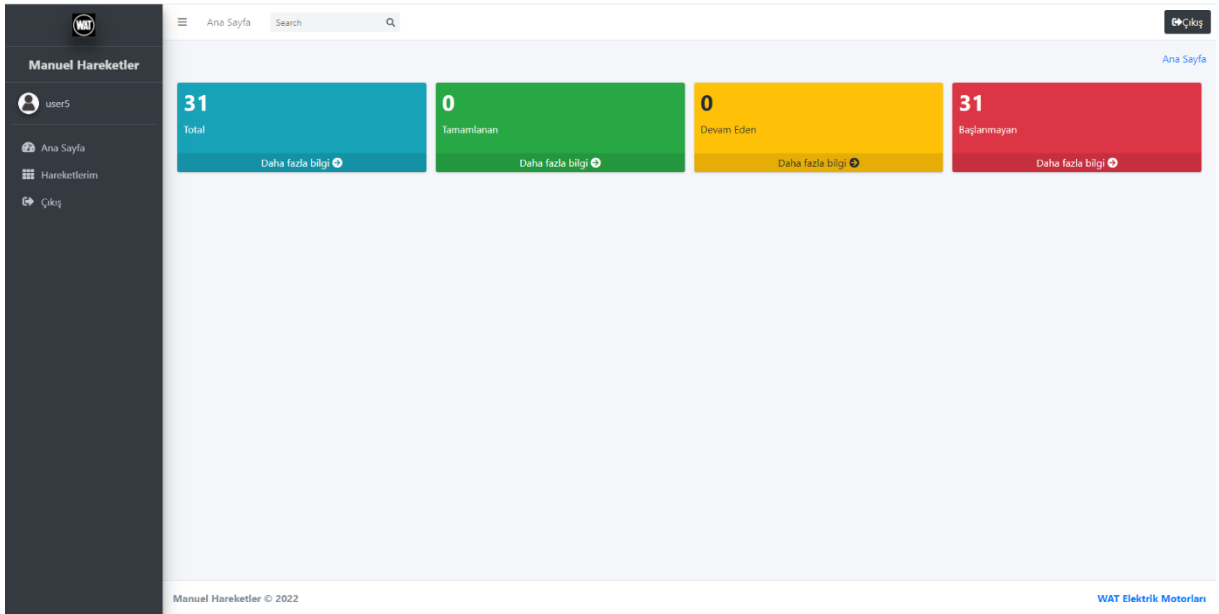 WAT
Manuel Hareketler
user5
Ana Sayfa
Hareketlerim
Çıkış
Ana Sayfa
Search
Çıkış
Ana Sayfa
31
Total
Daha fazla bilgi
0
Tamamlanan
Daha fazla bilgi
0
Devam Eden
Daha fazla bilgi
31
Başlanmayan
Daha fazla bilgi
Manuel Hareketler © 2022
WAT Elektrik Motorları